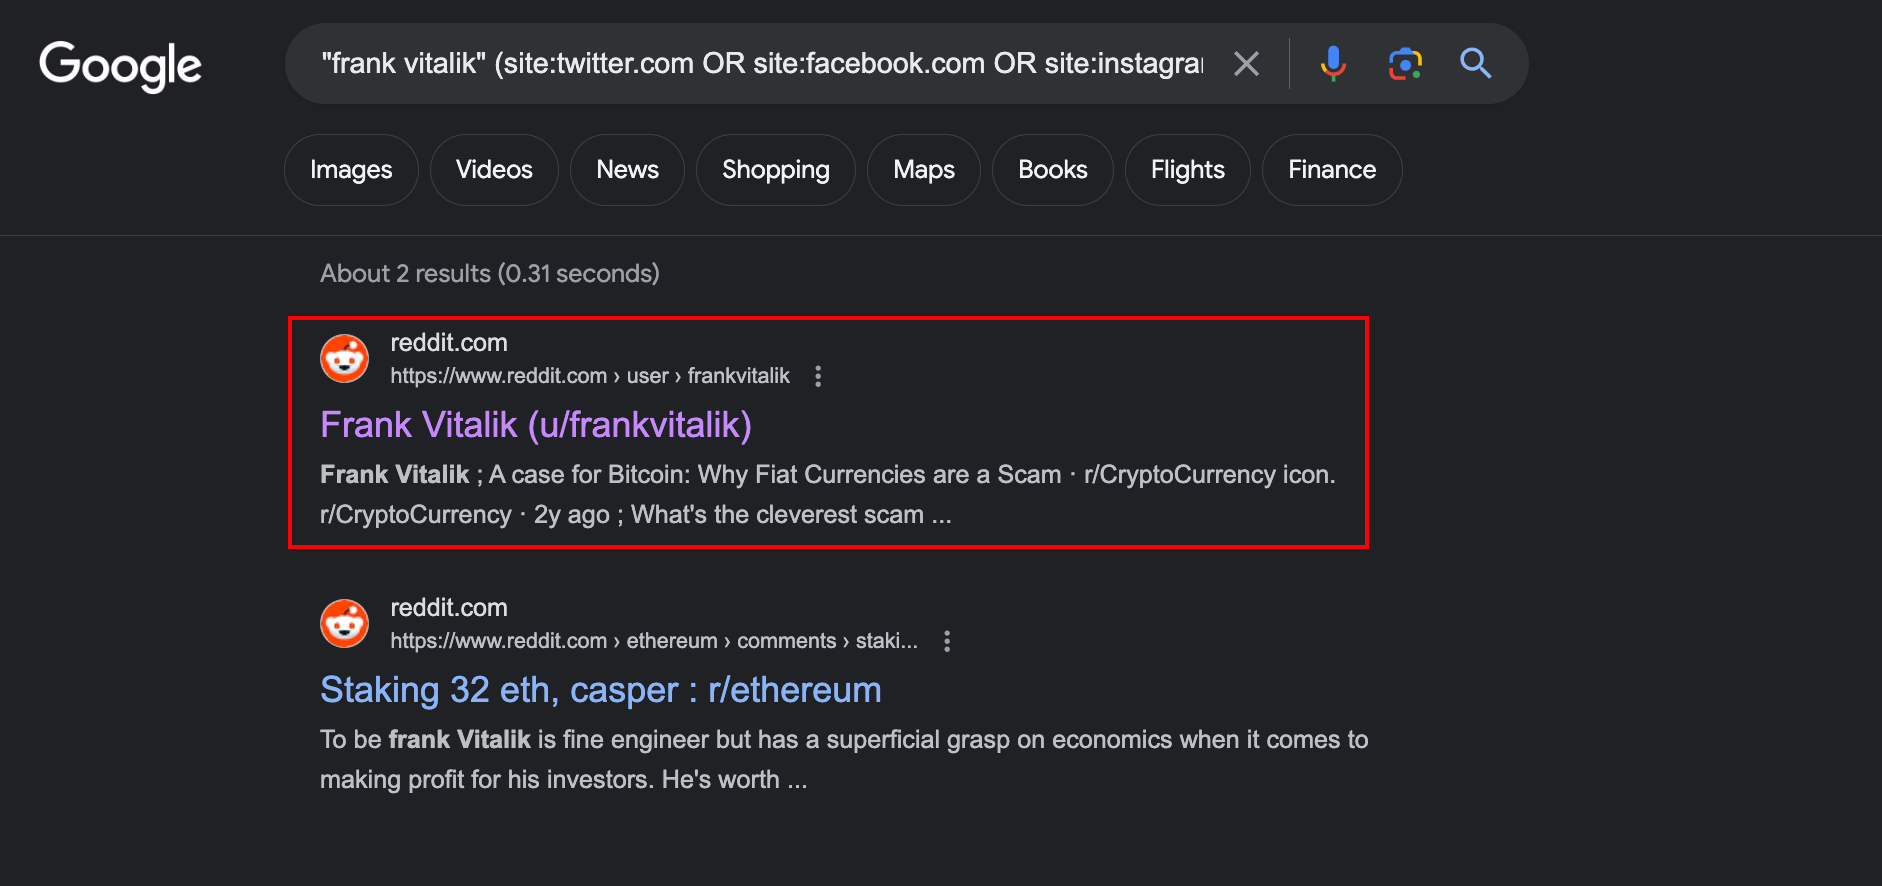 Google
"frank vitalik" (site:twitter.com OR site:facebook.com OR site:instagra
Images Videos News Shopping Maps Books Flights Finance
About 2 results (0.31 seconds)
reddit.com
https://www.reddit.com › user › frankvitalik
Frank Vitalik (u/frankvitalik)
Frank Vitalik ; A case for Bitcoin: Why Fiat Currencies are a Scam · r/CryptoCurrency icon.
r/CryptoCurrency · 2y ago ; What's the cleverest scam ...
reddit.com
https://www.reddit.com › ethereum › comments › staki...
Staking 32 eth, casper : r/ethereum
To be frank Vitalik is fine engineer but has a superficial grasp on economics when it comes to
making profit for his investors. He's worth ...